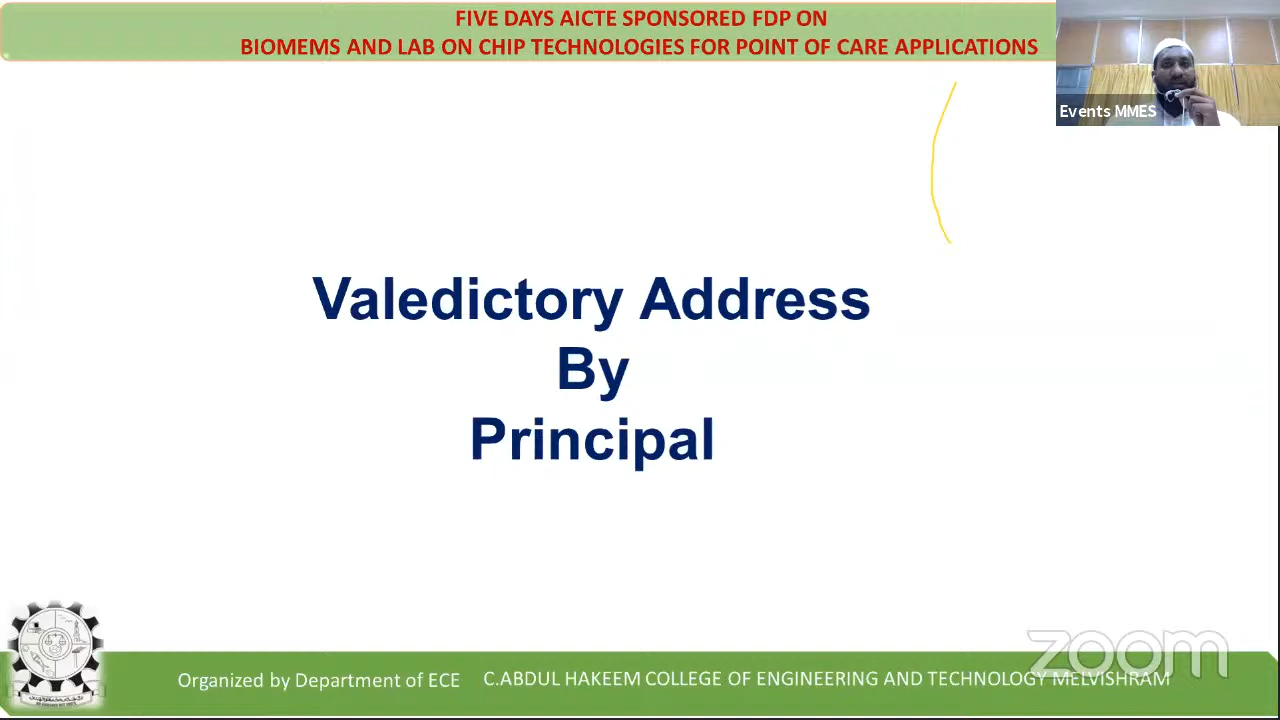 FIVE DAYS AICTE SPONSORED FDP ON
BIOMEMS AND LAB ON CHIP TECHNOLOGIES FOR POINT OF CARE APPLICATIONS
Events MMES
Valedictory Address
By
Principal
zoom
Organized by Department of ECE
C.ABDUL HAKEEM COLLEGE OF ENGINEERING AND TECHNOLOGY MELVISHRAM